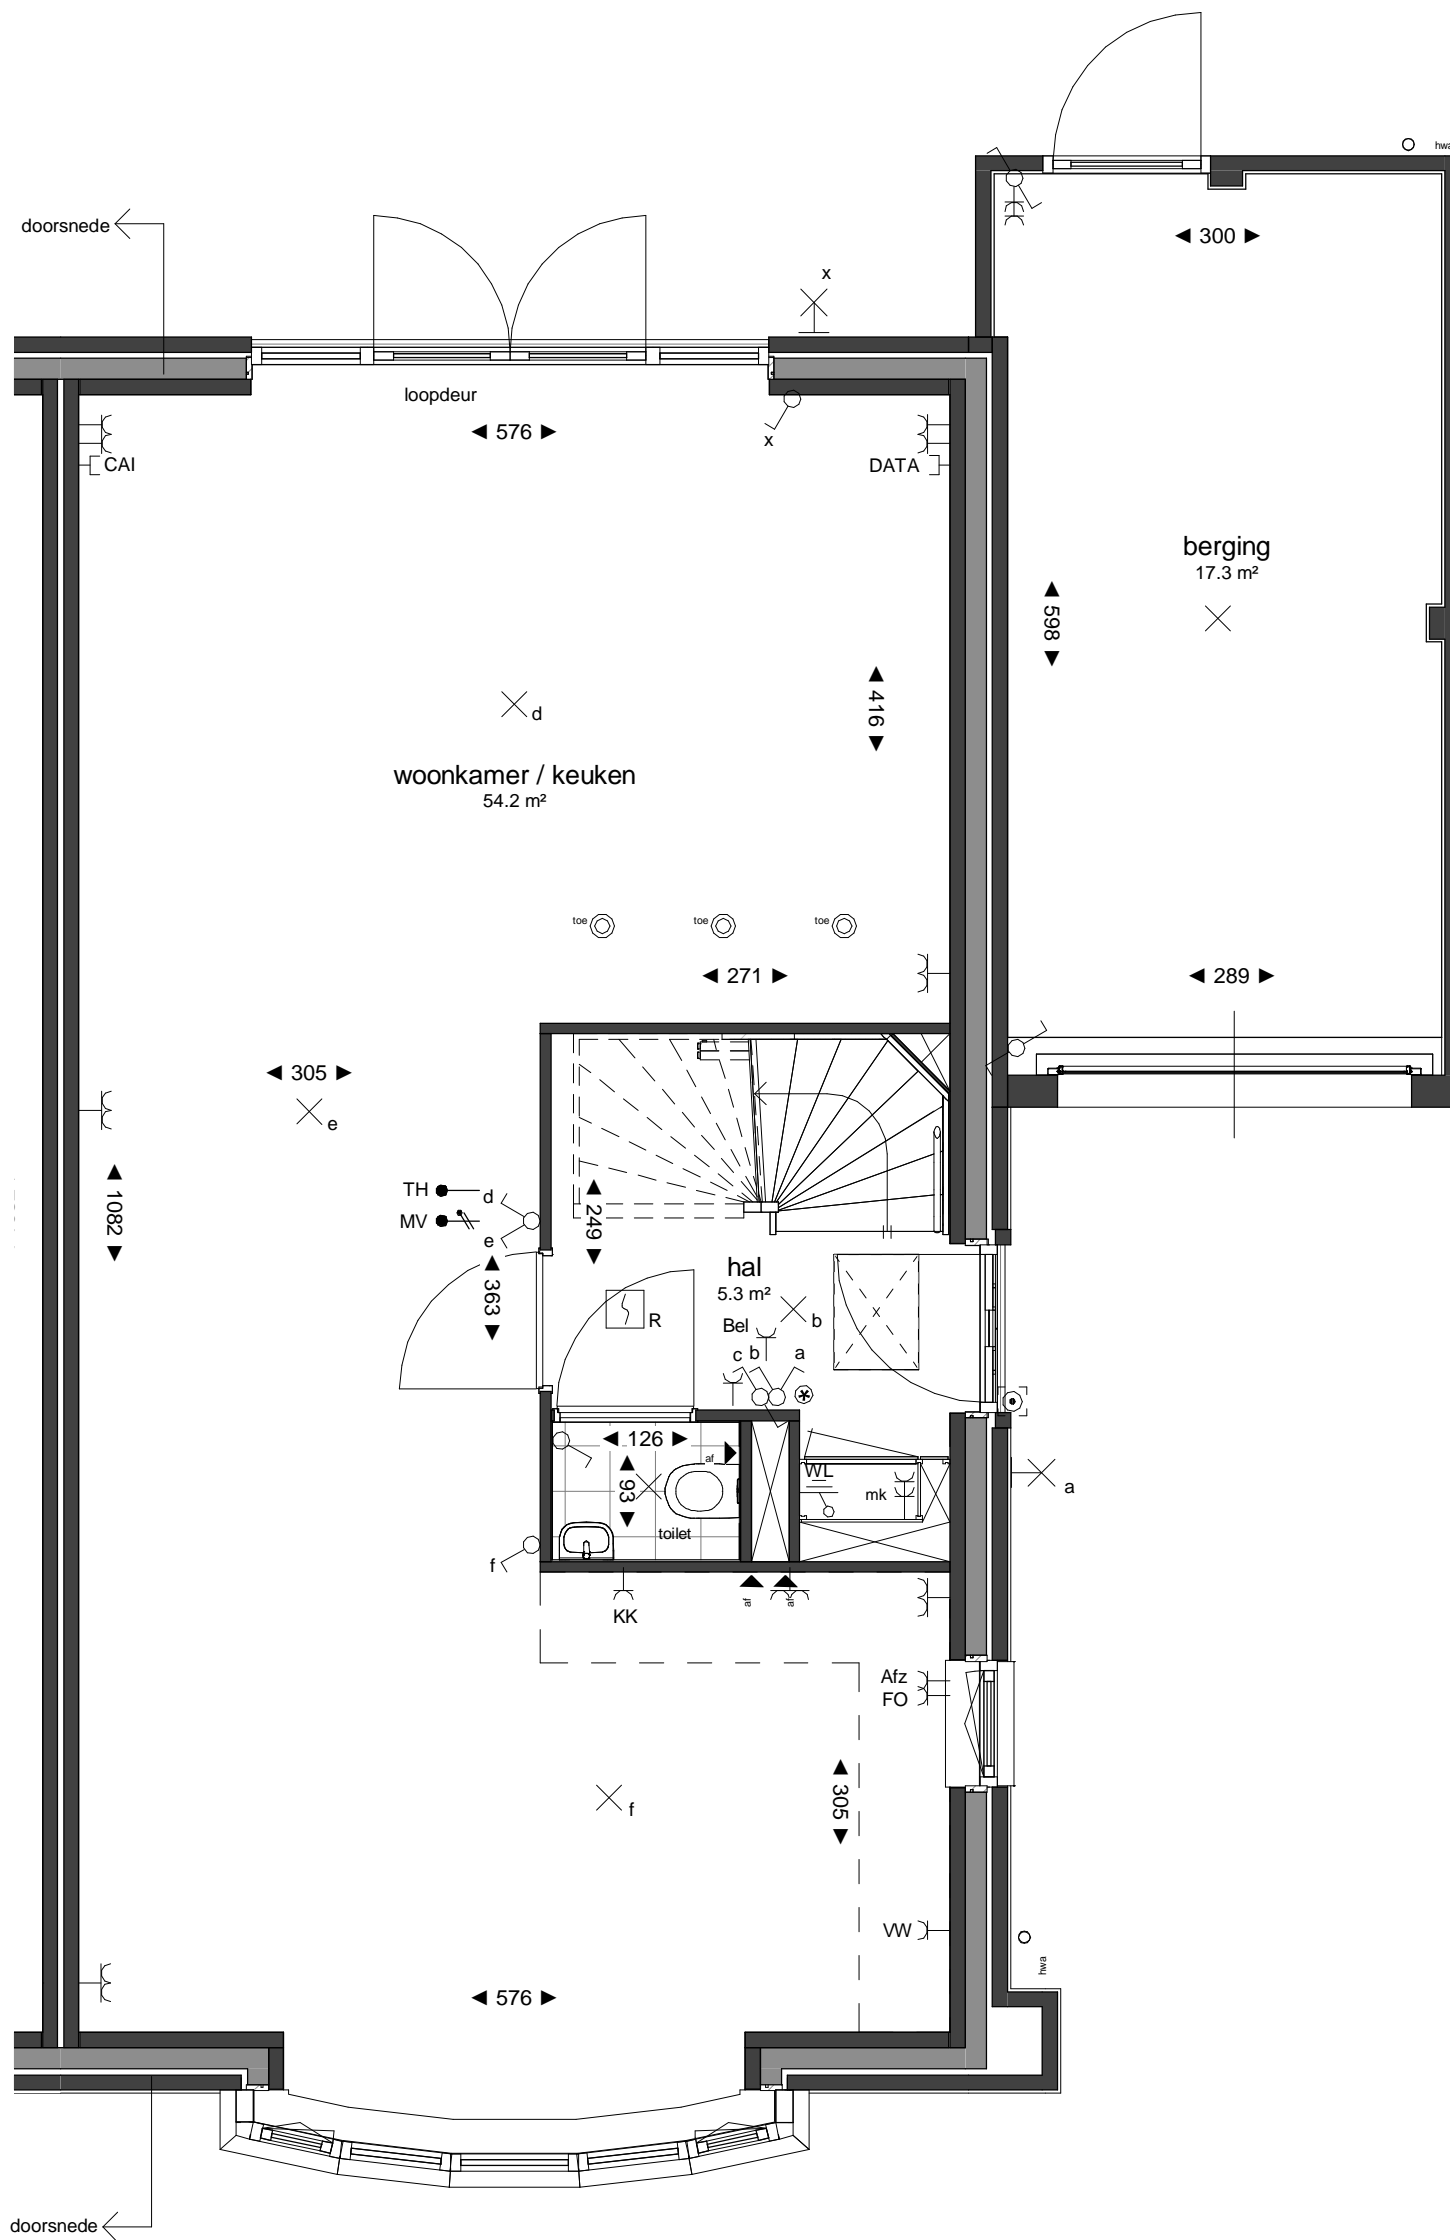 hwa
doorsnede
◄ 300 ►
x
loopdeur
◄ 576 ►
x
CAI
DATA
berging
17.3 m²
◄ 598 ►
◄ 416 ►
d
woonkamer / keuken
54.2 m²
toe
toe
toe
◄ 271 ►
◄ 289 ►
◄ 305 ►
e
◄ 1082 ►
TH
d
MV
e
◄ 249 ►
◄ 363 ►
hal
5.3 m²
b
R
Bel
c b a
◄ 126 ►
af
◄ 93 ►
WL
mk
a
toilet
f
KK
af
af
Afz
FO
f
◄ 305 ►
VW
hwa
◄ 576 ►
doorsnede